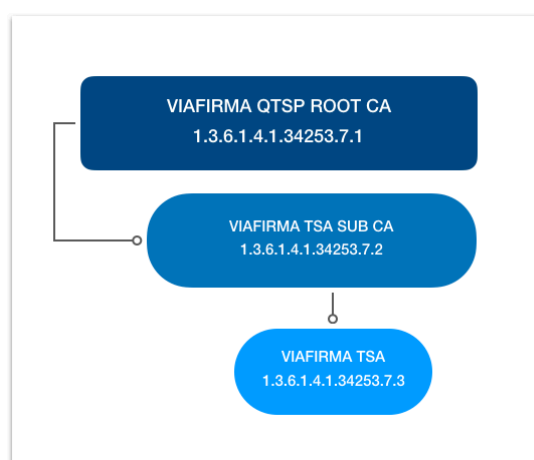 VIAFIRMA QTSP ROOT CA
1.3.6.1.4.1.34253.7.1
VIAFIRMA TSA SUB CA
1.3.6.1.4.1.34253.7.2
VIAFIRMA TSA
1.3.6.1.4.1.34253.7.3